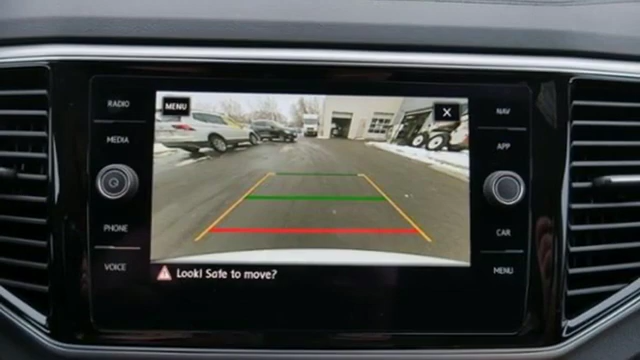 RADIO
MEDIA
PHONE
VOICE
MENU
X
Look! Safe to move?
NAV
APP
CAR
MENU